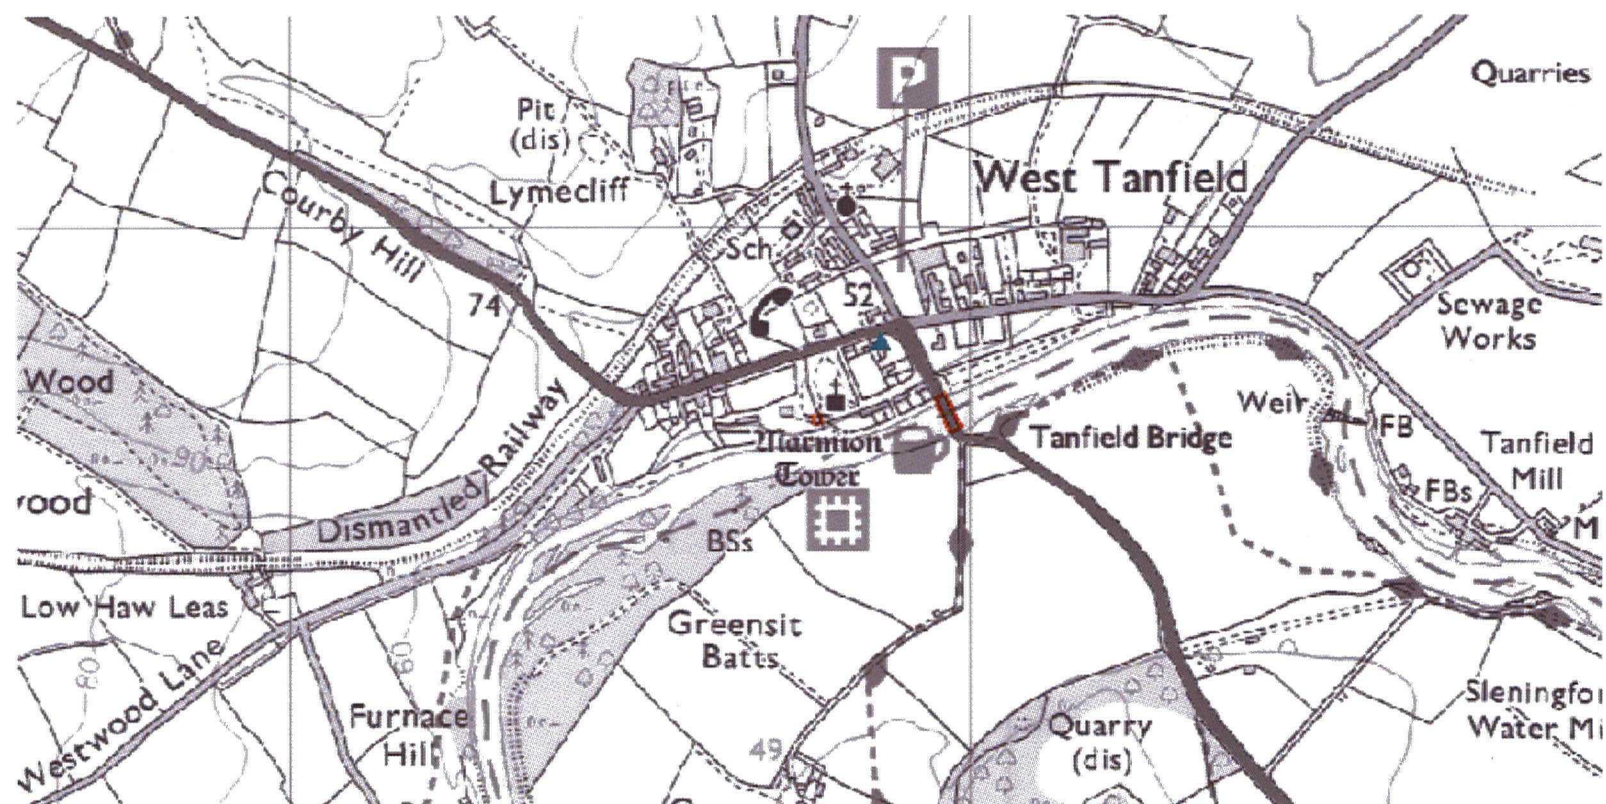 Quarries
Pit
(dis)
Lymecliff
West Tanfield
Courby Hill
Sch
P
74
52
Sewage
Works
Wood
90
Weir
FB
Tanfield
Mill
Marmion
Tower
Tanfield Bridge
FBs
Dismantled Railway
BSs
M
Low Haw Leas
Greensit
Batts
80
60
Westwood Lane
Furnace
Hill
49
Quarry
(dis)
Sleningfo
Water Mi